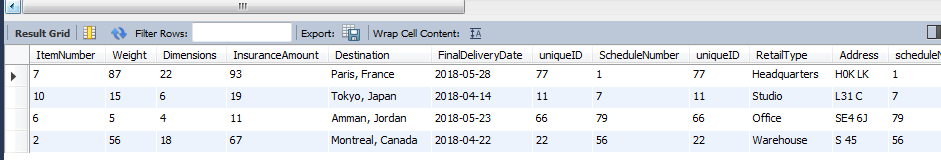 Result Grid Filter Rows: Export: Wrap Cell Content:
ItemNumber Weight Dimensions InsuranceAmount Destination FinalDeliveryDate uniqueID ScheduleNumber uniqueID RetailType Address
7 87 22 93 Paris, France 2018-05-28 77 1 77 Headquarters H0K LK 1
10 15 6 19 Tokyo, Japan 2018-04-14 11 7 11 Studio L31 C 7
6 5 4 11 Amman, Jordan 2018-05-23 66 79 66 Office SE4 6J 79
2 56 18 67 Montreal, Canada 2018-04-22 22 56 22 Warehouse S 45 56